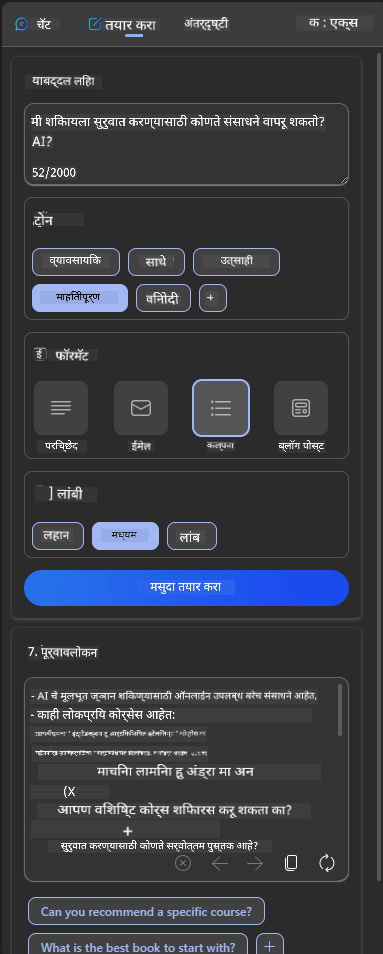 चॅट तयार करा अंतर्दृष्टी क : एक्स
याबद्दल लिहा
मी शिकायला सुरुवात करण्यासाठी कोणते संसाधने वापरू शकतो?
AI?
52/2000
टोन
व्यावसायिक साधे उत्साही
माहितीपूर्ण विनोदी +
फॉरमॅट
परिच्छेद ईमेल कल्पना ब्लॉग पोस्ट
लांबी
लहान मध्यम लांब
मसुदा तयार करा
7. पूर्वावलोकन
- AI चे मूलभूत ज्ञान शिकण्यासाठी ऑनलाईन उपलब्ध बरेच संसाधने आहेत,
- काही लोकप्रिय कोर्सेस आहेत:
(X
आपण विशिष्ट कोर्स शिफारस करू शकता का?
+
सुरुवात करण्यासाठी कोणते सर्वोत्तम पुस्तक आहे?
Can you recommend a specific course?
What is the best book to start with? +